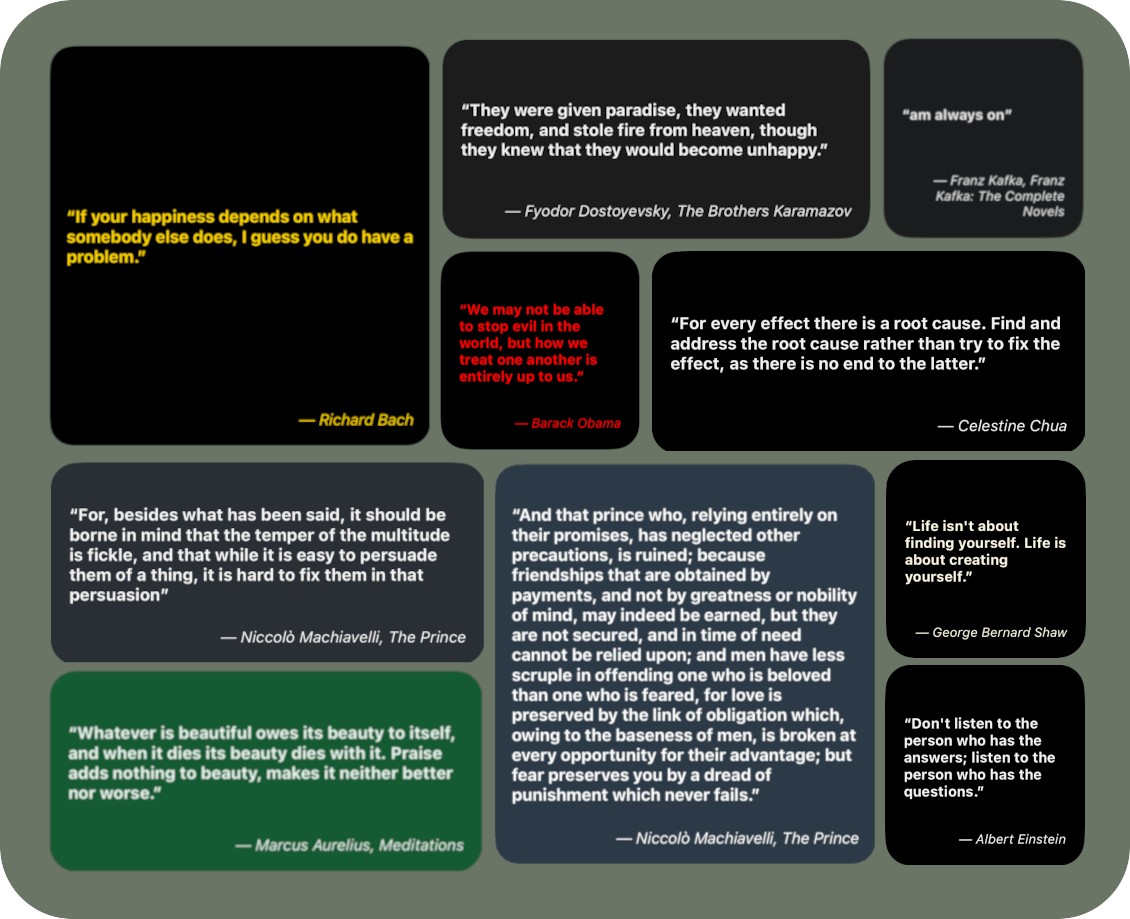 “If your happiness depends on what
somebody else does, I guess you do have a
problem.”
— Richard Bach
“They were given paradise, they wanted
freedom, and stole fire from heaven, though
they knew that they would become unhappy.”
— Fyodor Dostoyevsky, The Brothers Karamazov
“am always on”
— Franz Kafka, Franz
Kafka: The Complete
Novels
“We may not be able
to stop evil in the
world, but how we
treat one another is
entirely up to us.”
— Barack Obama
“For every effect there is a root cause. Find and
address the root cause rather than try to fix the
effect, as there is no end to the latter.”
— Celestine Chua
“For, besides what has been said, it should be
borne in mind that the temper of the multitude
is fickle, and that while it is easy to persuade
them of a thing, it is hard to fix them in that
persuasion”
— Niccolò Machiavelli, The Prince
“And that prince who, relying entirely on
their promises, has neglected other
precautions, is ruined; because
friendships that are obtained by
payments, and not by greatness or nobility
of mind, may indeed be earned, but they
are not secured, and in time of need
cannot be relied upon; and men have less
scruple in offending one who is beloved
than one who is feared, for love is
preserved by the link of obligation which,
owing to the baseness of men, is broken at
every opportunity for their advantage; but
fear preserves you by a dread of
punishment which never fails.”
— Niccolò Machiavelli, The Prince
“Life isn't about
finding yourself. Life is
about creating
yourself.”
— George Bernard Shaw
“Whatever is beautiful owes its beauty to itself,
and when it dies its beauty dies with it. Praise
adds nothing to beauty, makes it neither better
nor worse.”
— Marcus Aurelius, Meditations
“Don't listen to the
person who has the
answers; listen to the
person who has the
questions.”
— Albert Einstein